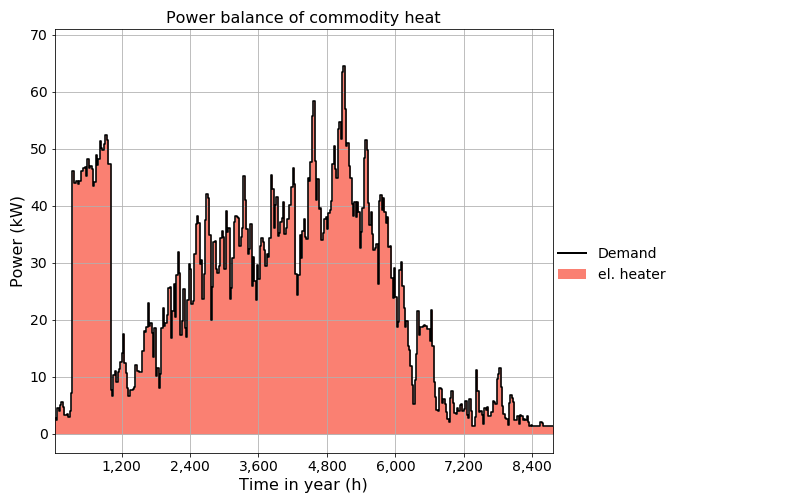 Power balance of commodity heat
70
60
50
40
30
20
10
0
Power (kW)
1,200 2,400 3,600 4,800 6,000 7,200 8,400
Time in year (h)
Demand
el. heater